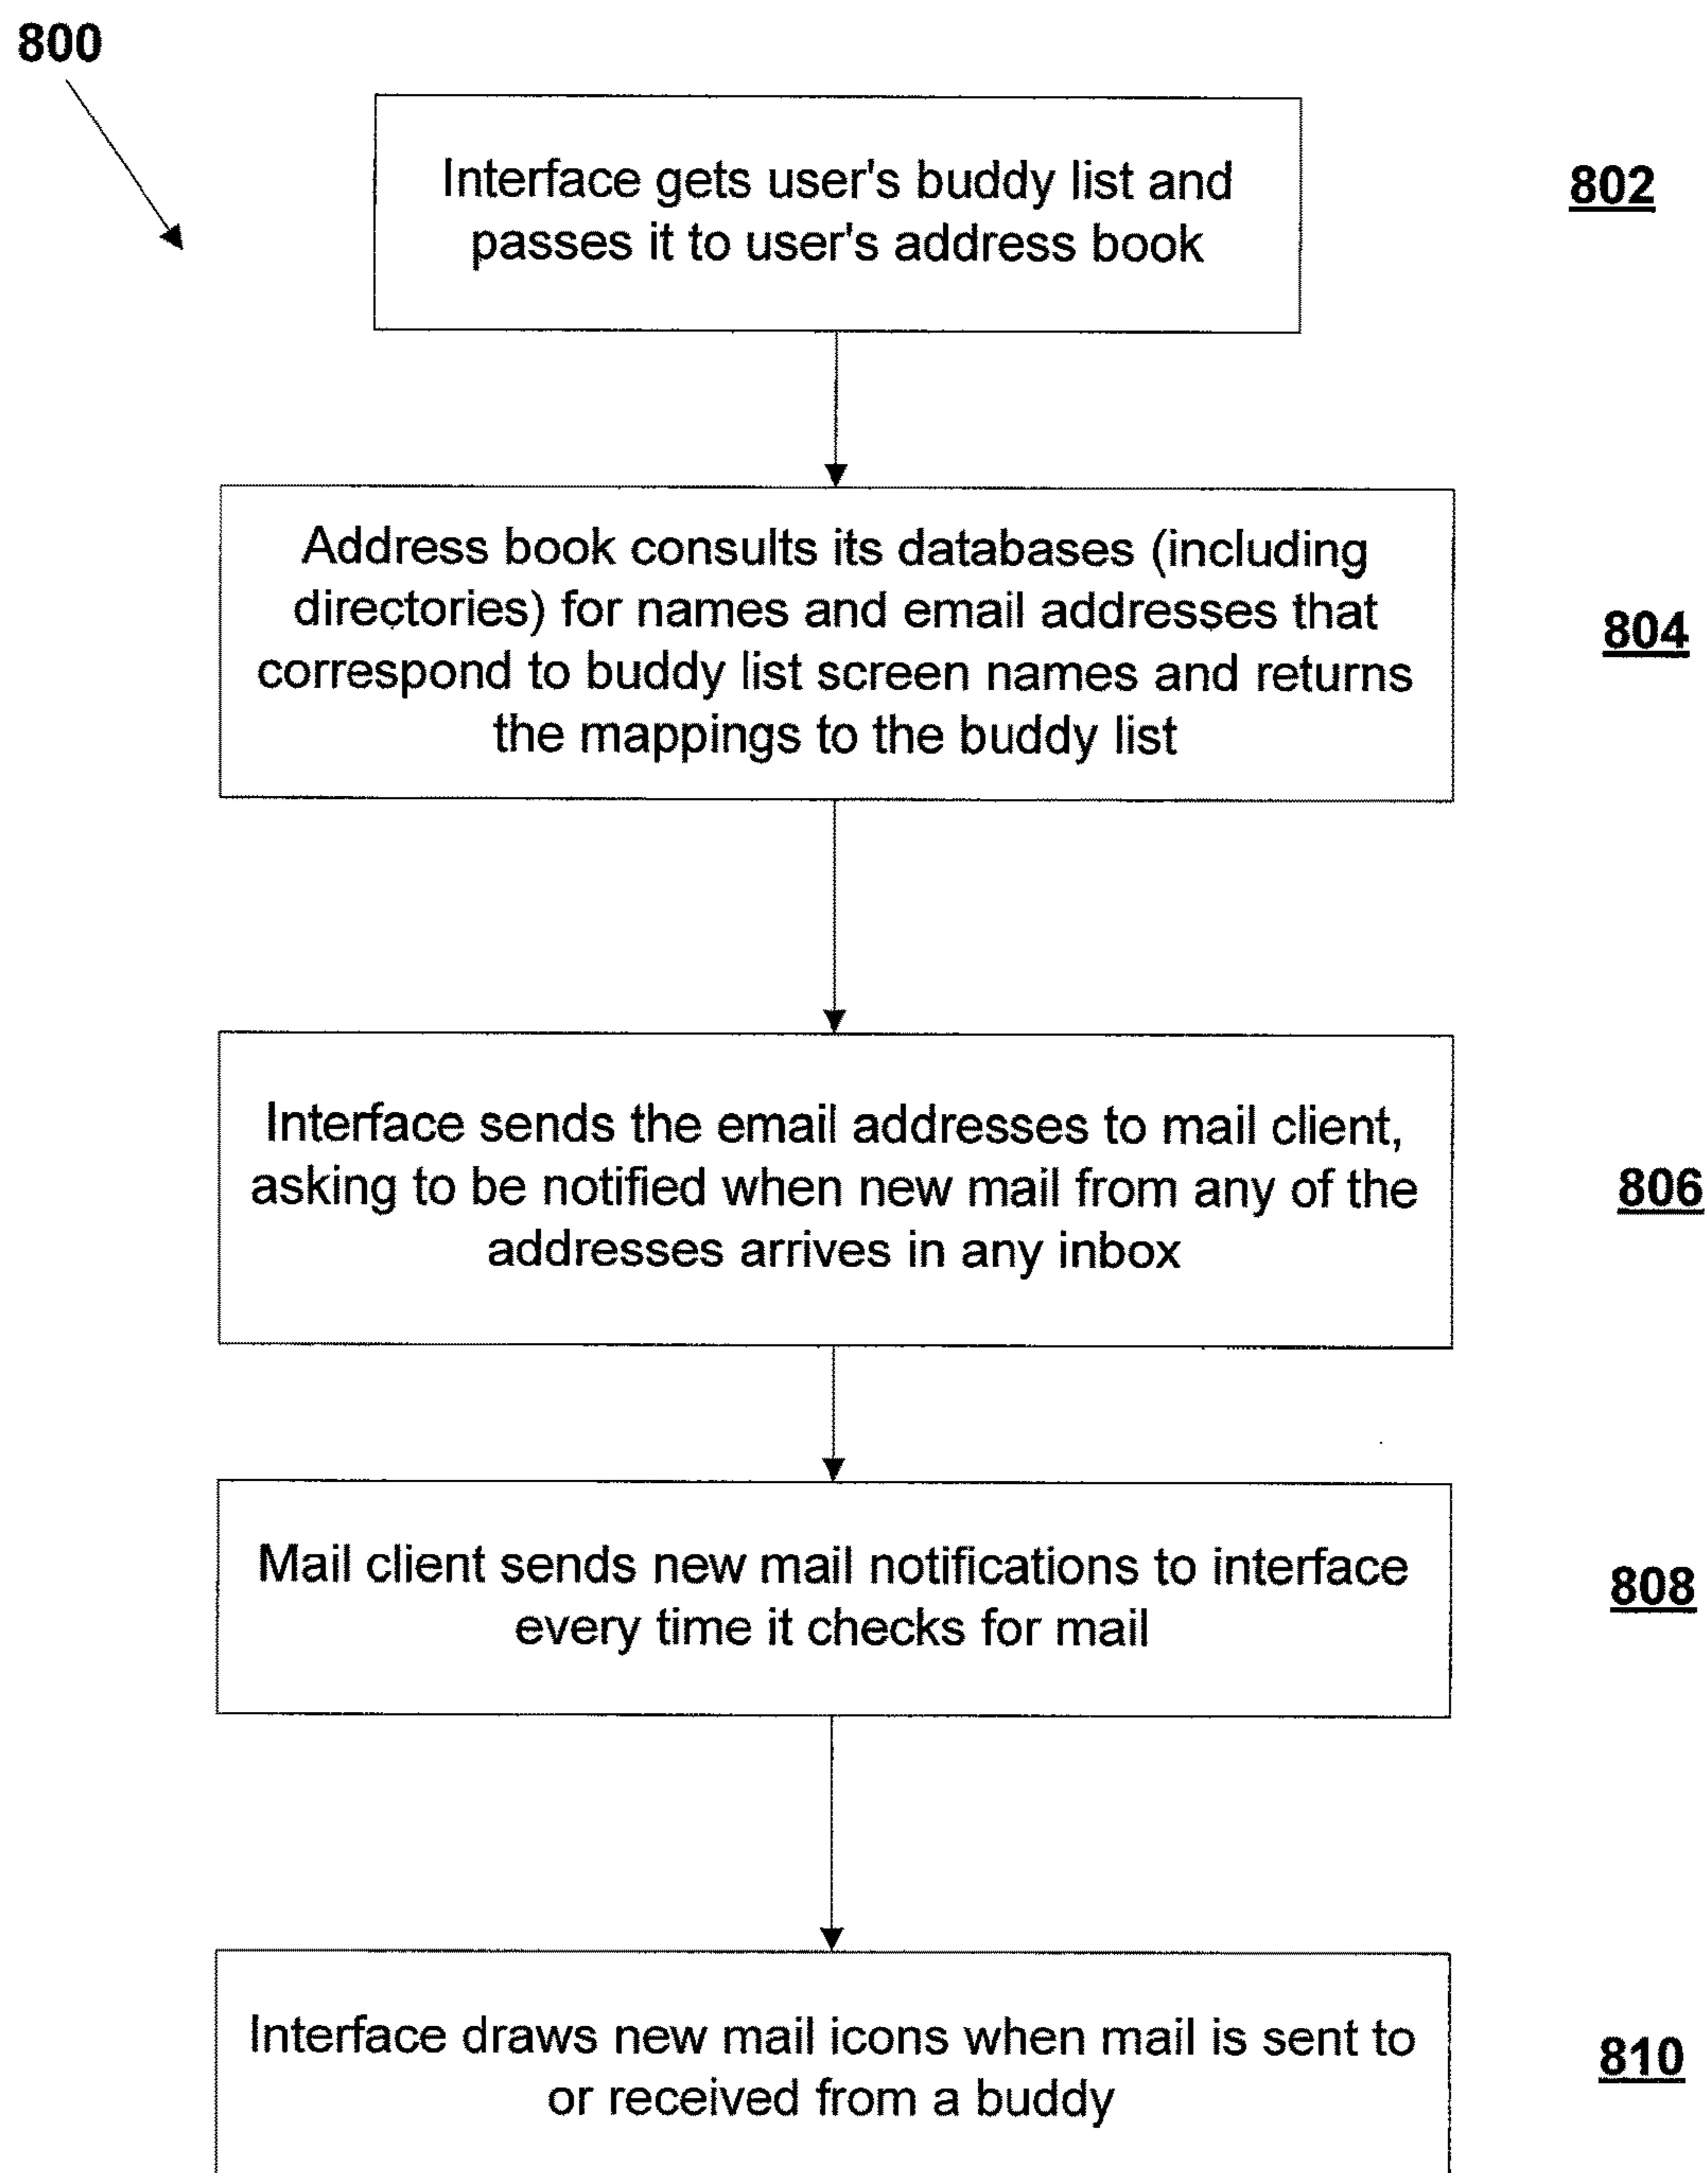 800
Interface gets user's buddy list and
passes it to user's address book
802
Address book consults its databases (including
directories) for names and email addresses that
correspond to buddy list screen names and returns
the mappings to the buddy list
804
Interface sends the email addresses to mail client,
asking to be notified when new mail from any of the
addresses arrives in any inbox
806
Mail client sends new mail notifications to interface
every time it checks for mail
808
Interface draws new mail icons when mail is sent to
or received from a buddy
810